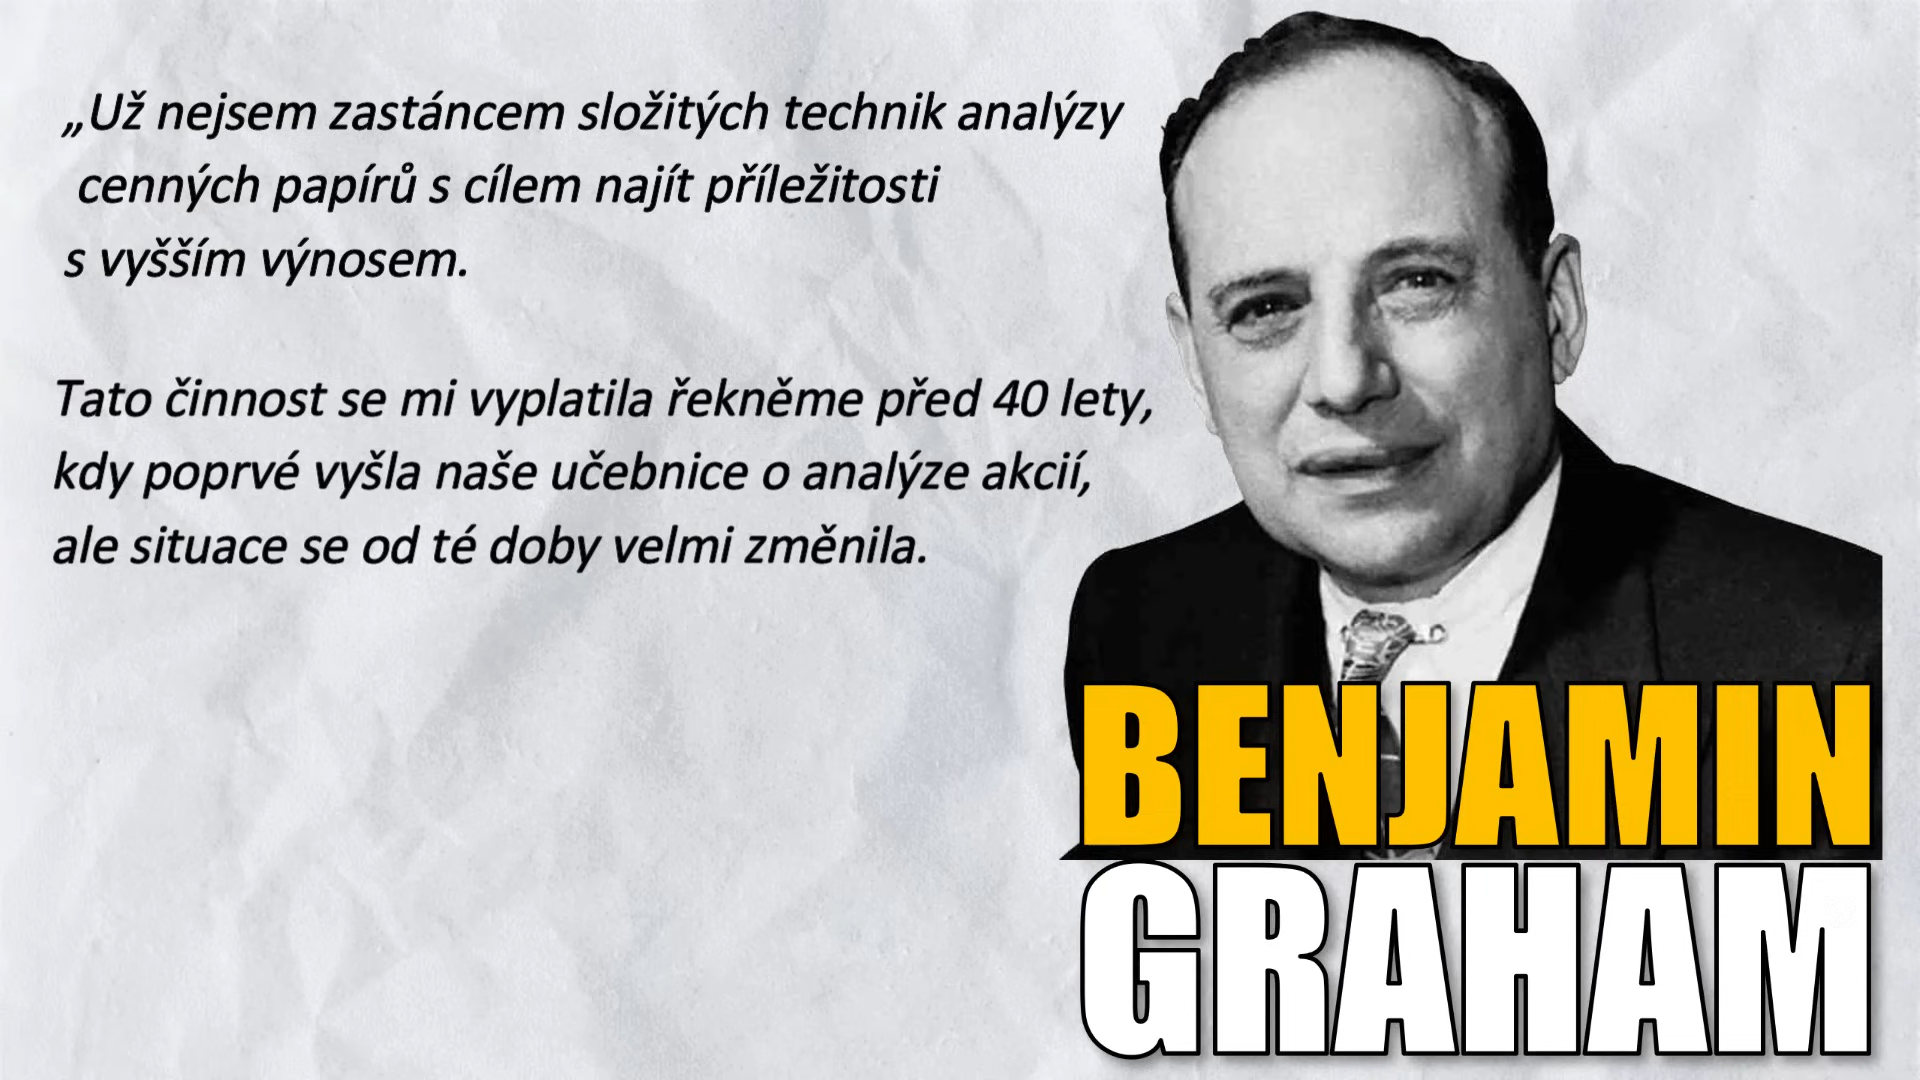 „Už nejsem zastáncem složitých technik analýzy
cenných papírů s cílem najít příležitosti
s vyšším výnosem.
Tato činnost se mi vyplatila řekněme před 40 lety,
kdy poprvé vyšla naše učebnice o analýze akcií,
ale situace se od té doby velmi změnila.
BENJAMIN
GRAHAM